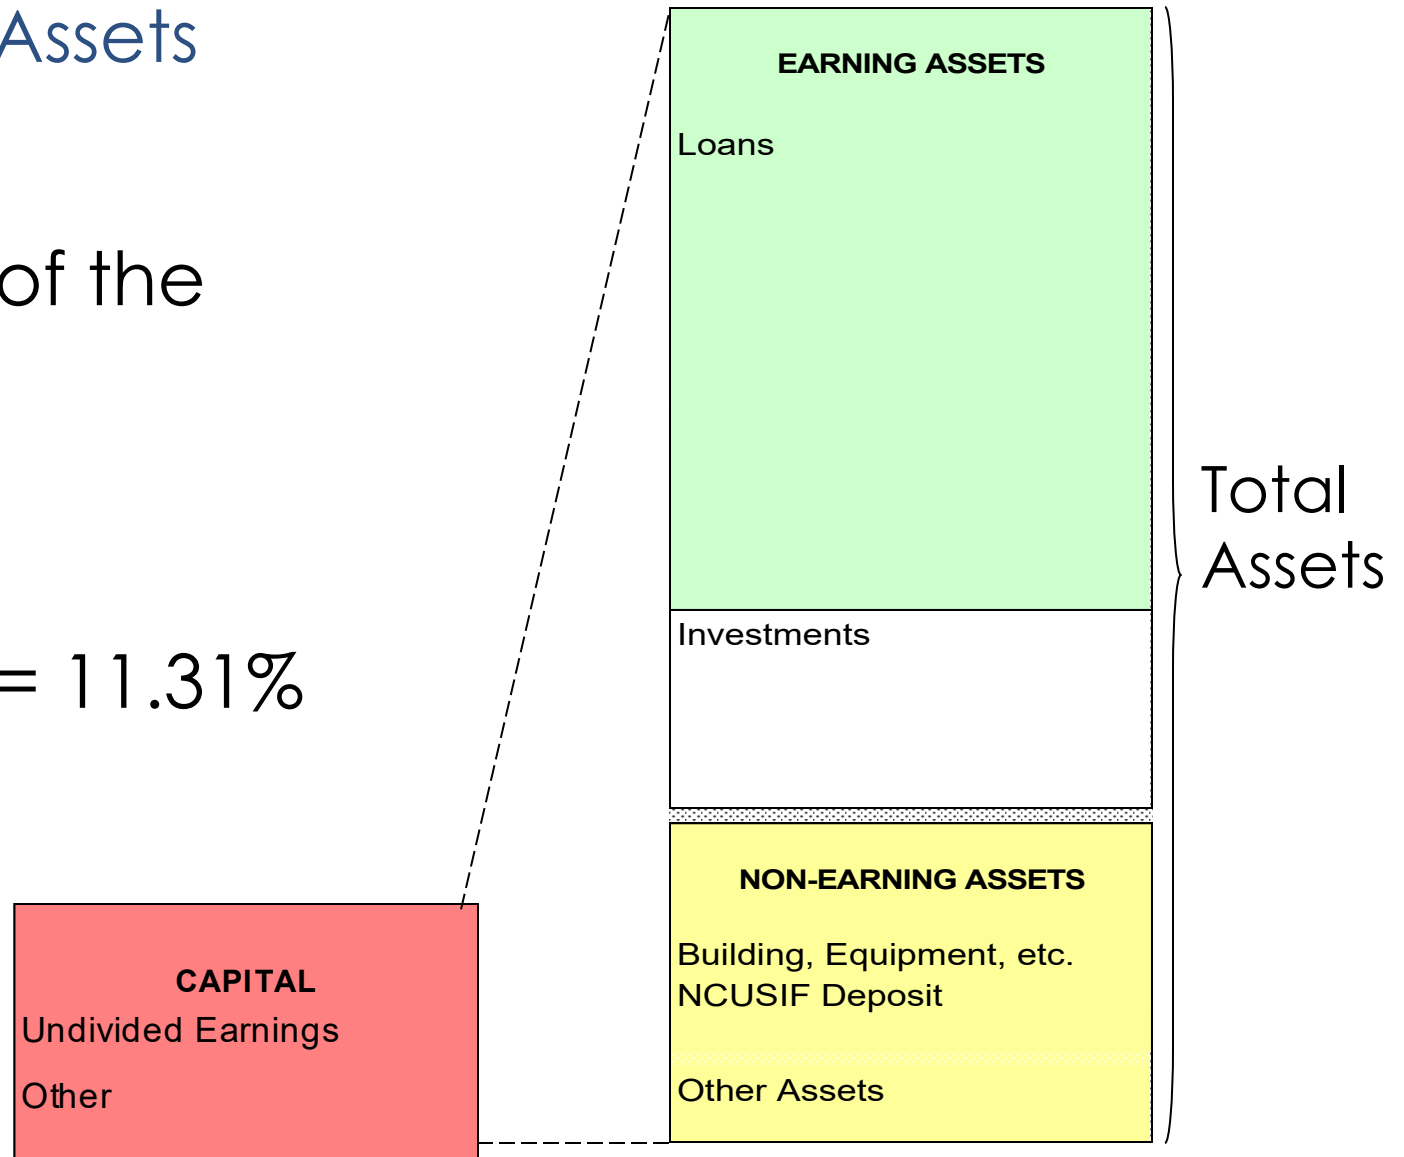 Assets
of the
= 11.31%
CAPITAL
Undivided Earnings
Other
EARNING ASSETS
Loans
Investments
NON-EARNING ASSETS
Building, Equipment, etc.
NCUSIF Deposit
Other Assets
Total
Assets